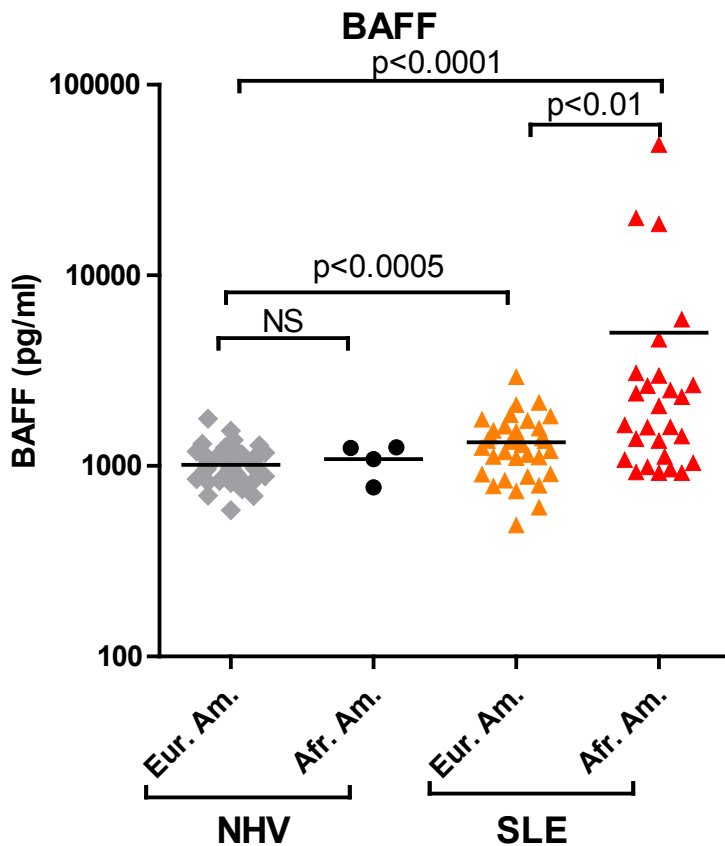 BAFF
p<0.0001
100000
p<0.01
10000
p<0.0005
NS
BAFF (pg/ml)
1000
100
Eur. Am.
Afr. Am.
Eur. Am.
Afr. Am.
NHV
SLE